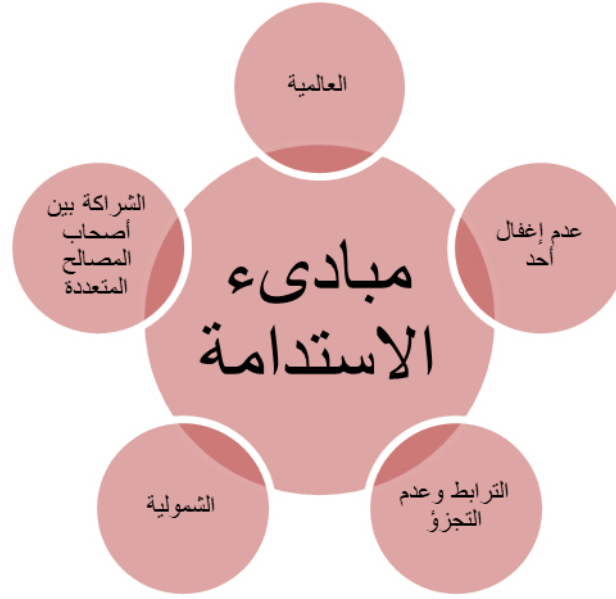 العالمية
عدم إغفال
أحد
الترابط وعدم
التجزؤ
الشمولية
الشراكة بين
أصحاب
المصالح
المتعددة
مبادىء
الاستدامة